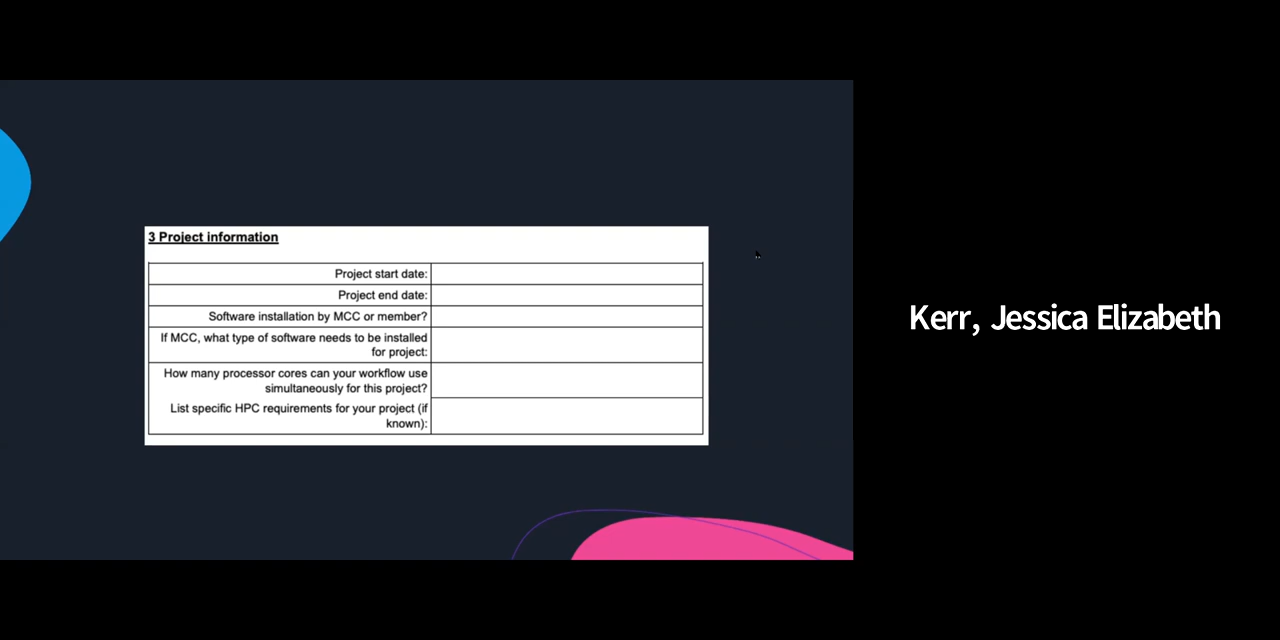 3 Project information
Project start date:
Project end date:
Software installation by MCC or member?
If MCC, what type of software needs to be installed
for project:
How many processor cores can your workflow use
simultaneously for this project?
List specific HPC requirements for your project (if
known):
Kerr, Jessica Elizabeth